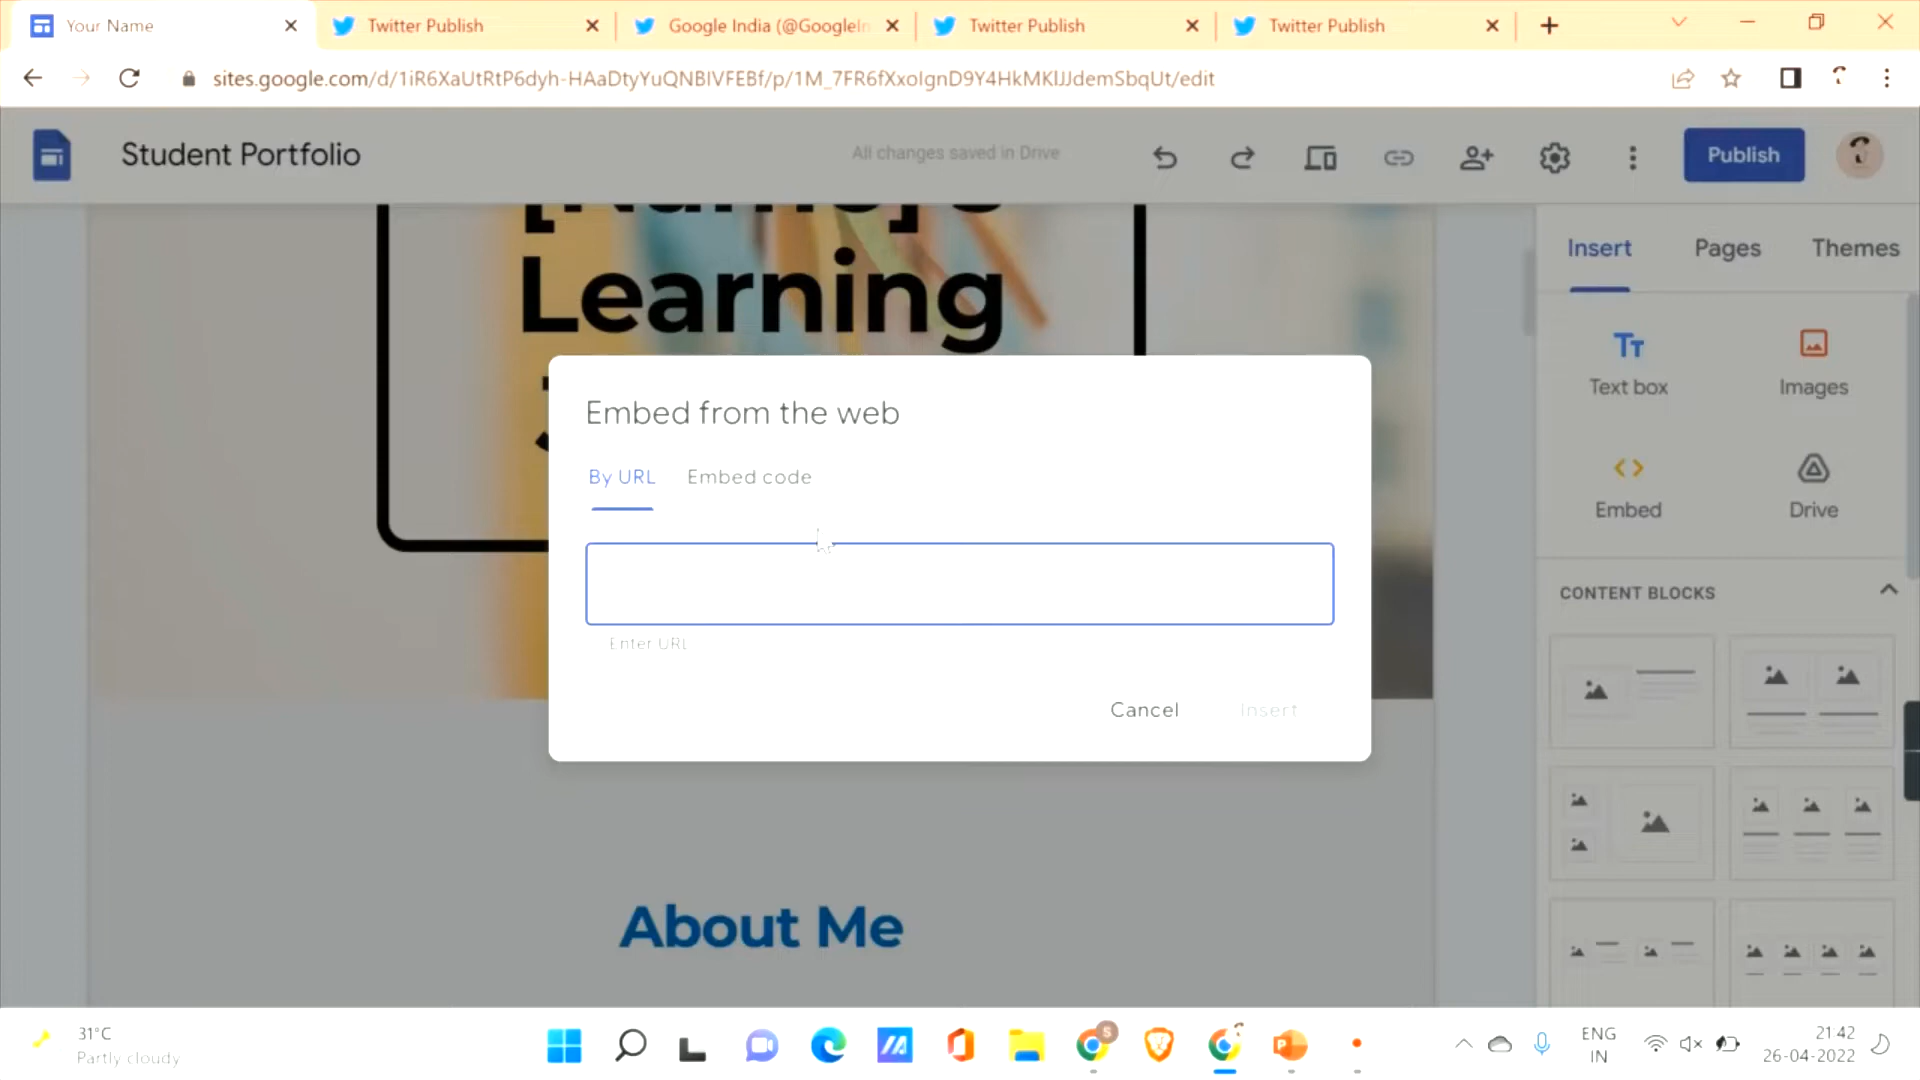 Your Name
Twitter Publish
Google India (@GoogleIn
Twitter Publish
Twitter Publish
sites.google.com/d/1iR6XaUtRtP6dyh-HAaDtyYuQNBIVFEBf/p/1M_7FR6fXxoIgnD9Y4HkMKIJJdemSbqUt/edit
Student Portfolio
All changes saved in Drive
Publish
Learning
Insert
Pages
Themes
Text box
Images
Embed
Drive
CONTENT BLOCKS
Embed from the web
By URL
Embed code
Enter URL
Cancel
Insert
About Me
31°C
Partly cloudy
S
ENG
IN
21:42
26-04-2022